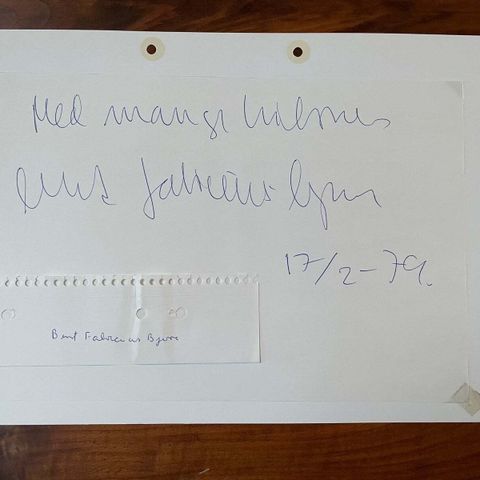 Med mange hilsner
Bent Fabricius Bjerre
17/2-79.
Bent Fabricius Bjerre